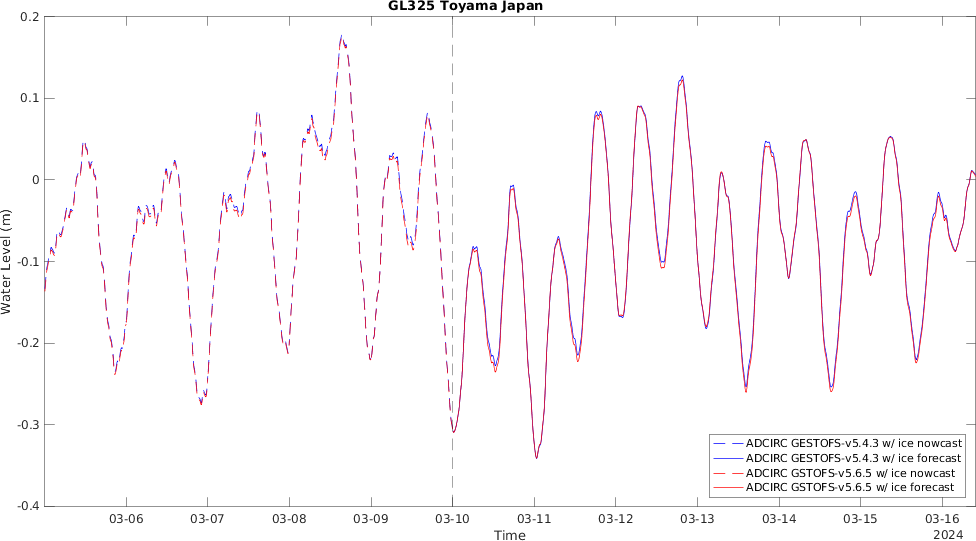 GL325 Toyama Japan
Water Level (m)
0.2
0.1
0
-0.1
-0.2
-0.3
-0.4
ADCIRC GESTOFS-v5.4.3 w/ ice nowcast
ADCIRC GESTOFS-v5.4.3 w/ ice forecast
ADCIRC GSTOFS-v5.6.5 w/ ice nowcast
ADCIRC GSTOFS-v5.6.5 w/ ice forecast
03-06 03-07 03-08 03-09 03-10 03-11 03-12 03-13 03-14 03-15 03-16
Time
2024